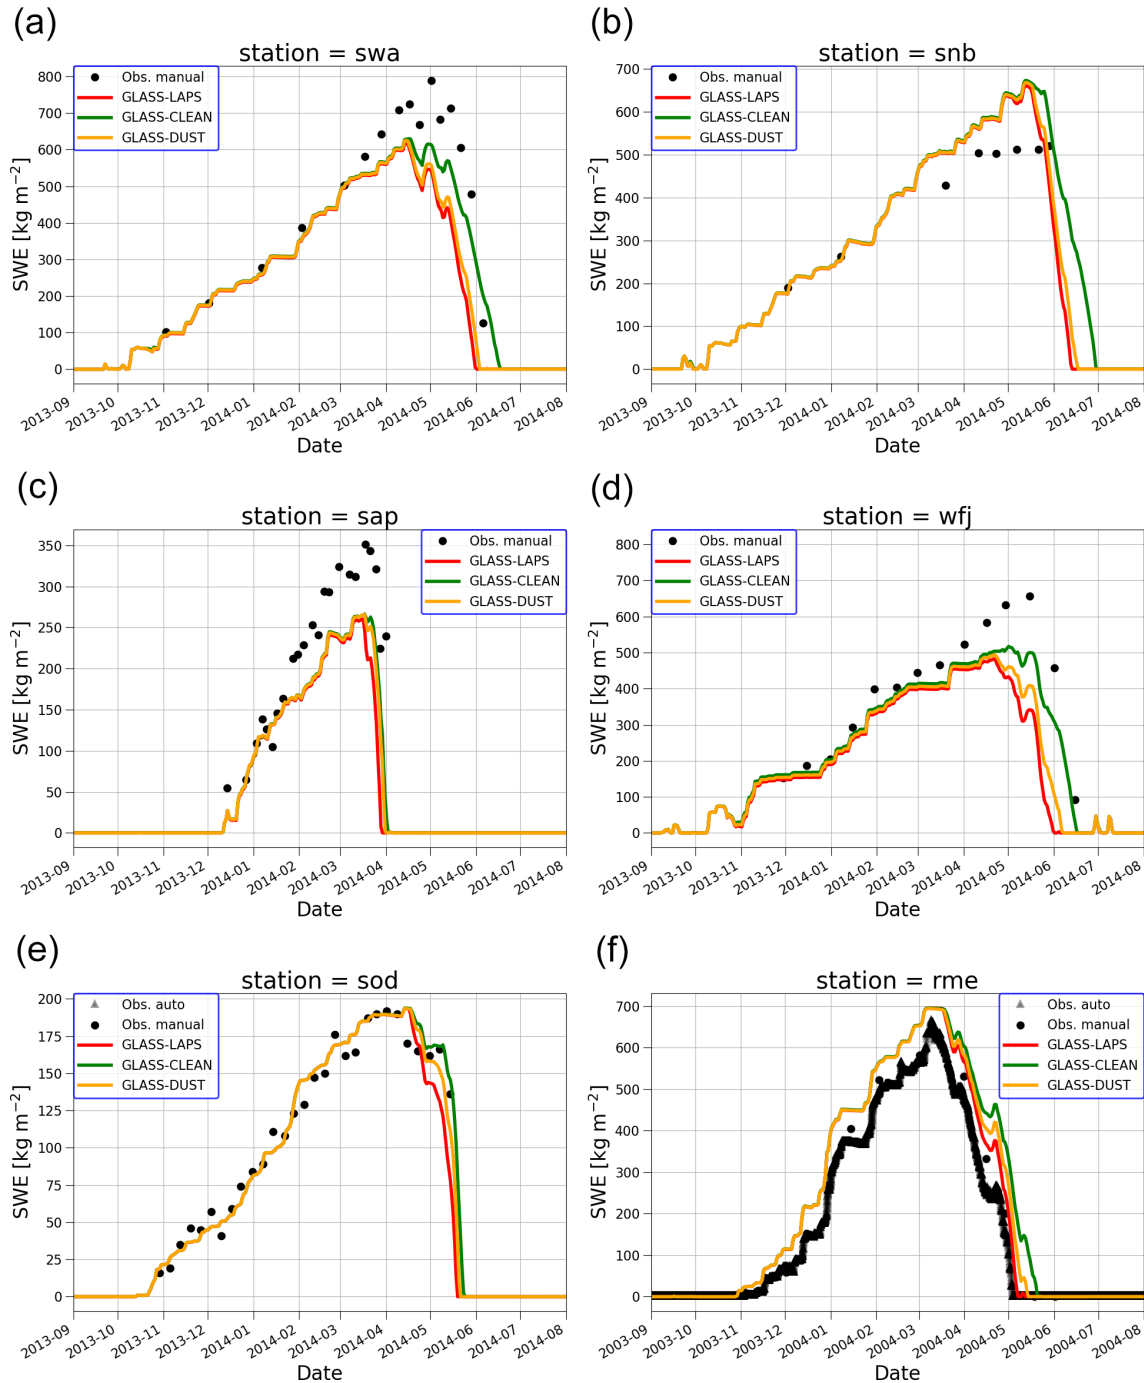 (a)
station = swa
Obs. manual
GLASS-LAPS
GLASS-CLEAN
GLASS-DUST
SWE [kg m−2]
800
700
600
500
400
300
200
100
0
2013-09
2013-10
2013-11
2013-12
2014-01
2014-02
2014-03
2014-04
2014-05
2014-06
2014-07
2014-08
Date
(b)
station = snb
Obs. manual
GLASS-LAPS
GLASS-CLEAN
GLASS-DUST
SWE [kg m−2]
700
600
500
400
300
200
100
0
2013-09
2013-10
2013-11
2013-12
2014-01
2014-02
2014-03
2014-04
2014-05
2014-06
2014-07
2014-08
Date
(c)
station = sap
Obs. manual
GLASS-LAPS
GLASS-CLEAN
GLASS-DUST
SWE [kg m−2]
350
300
250
200
150
100
50
0
2013-09
2013-10
2013-11
2013-12
2014-01
2014-02
2014-03
2014-04
2014-05
2014-06
2014-07
2014-08
Date
(d)
station = wfj
Obs. manual
GLASS-LAPS
GLASS-CLEAN
GLASS-DUST
SWE [kg m−2]
800
700
600
500
400
300
200
100
0
2013-09
2013-10
2013-11
2013-12
2014-01
2014-02
2014-03
2014-04
2014-05
2014-06
2014-07
2014-08
Date
(e)
station = sod
Obs. auto
Obs. manual
GLASS-LAPS
GLASS-CLEAN
GLASS-DUST
SWE [kg m−2]
200
175
150
125
100
75
50
25
0
2013-09
2013-10
2013-11
2013-12
2014-01
2014-02
2014-03
2014-04
2014-05
2014-06
2014-07
2014-08
Date
(f)
station = rme
Obs. auto
Obs. manual
GLASS-LAPS
GLASS-CLEAN
GLASS-DUST
SWE [kg m−2]
700
600
500
400
300
200
100
0
2003-09
2003-10
2003-11
2003-12
2004-01
2004-02
2004-03
2004-04
2004-05
2004-06
2004-07
2004-08
Date